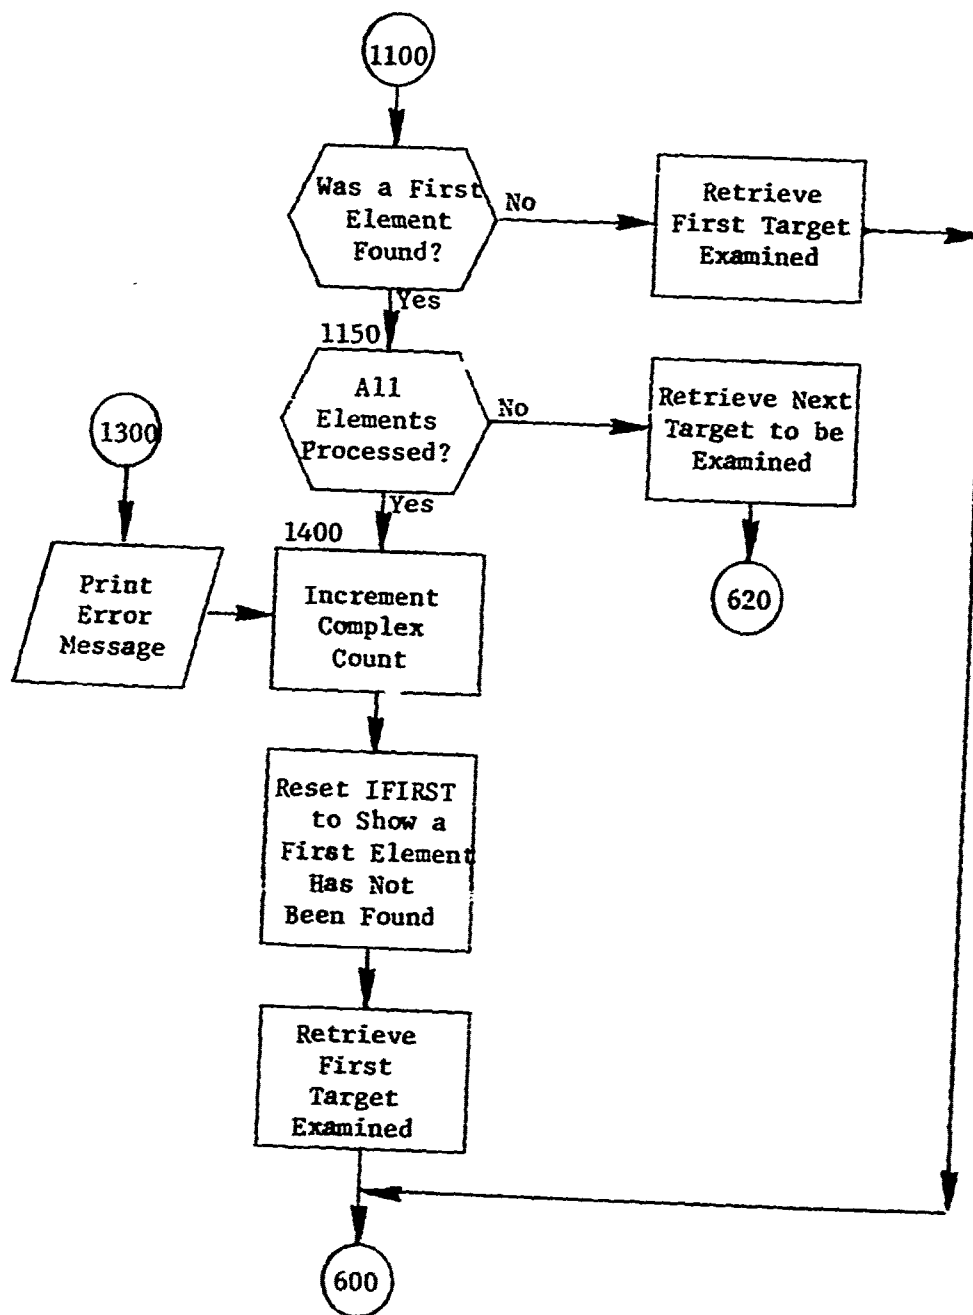 1100
Was a First
Element
Found?
No
Retrieve
First Target
Examined
Yes
1150
All
Elements
Processed?
No
Retrieve Next
Target to be
Examined
1300
Yes
1400
Print
Error
Message
Increment
Complex
Count
620
Reset IFIRST
to Show a
First Element
Has Not
Been Found
Retrieve
First
Target
Examined
600